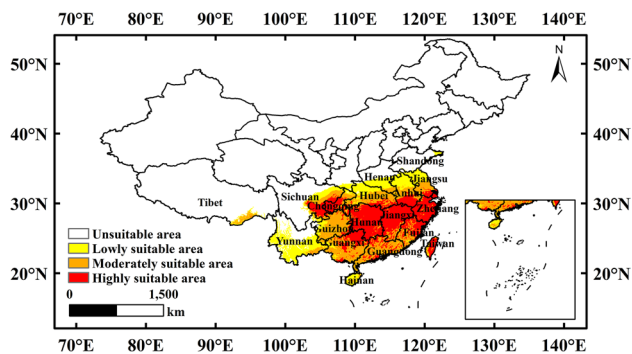 70°E 80°E 90°E 100°E 110°E 120°E 130°E 140°E
N
50°N 50°N
40°N 40°N
Shandong
Henan Jiangsu
30°N Tibet Sichuan Hubei Anhui 30°N
Chongqing Zhejiang
Hunan Jiangxi
Guizhou
Unsuitable area Fujian
Lowly suitable area Yunnan Guangxi Taiwan
Moderately suitable area Guangdong
20°N Highly suitable area Hainan 20°N
0 1,500
km
70°E 80°E 90°E 100°E 110°E 120°E 130°E 140°E